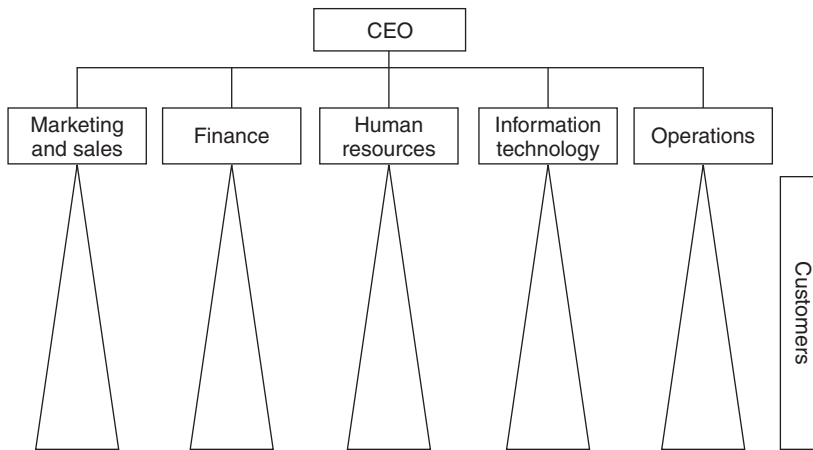 CEO
Marketing
and sales
Finance
Human
resources
Information
technology
Operations
Customers